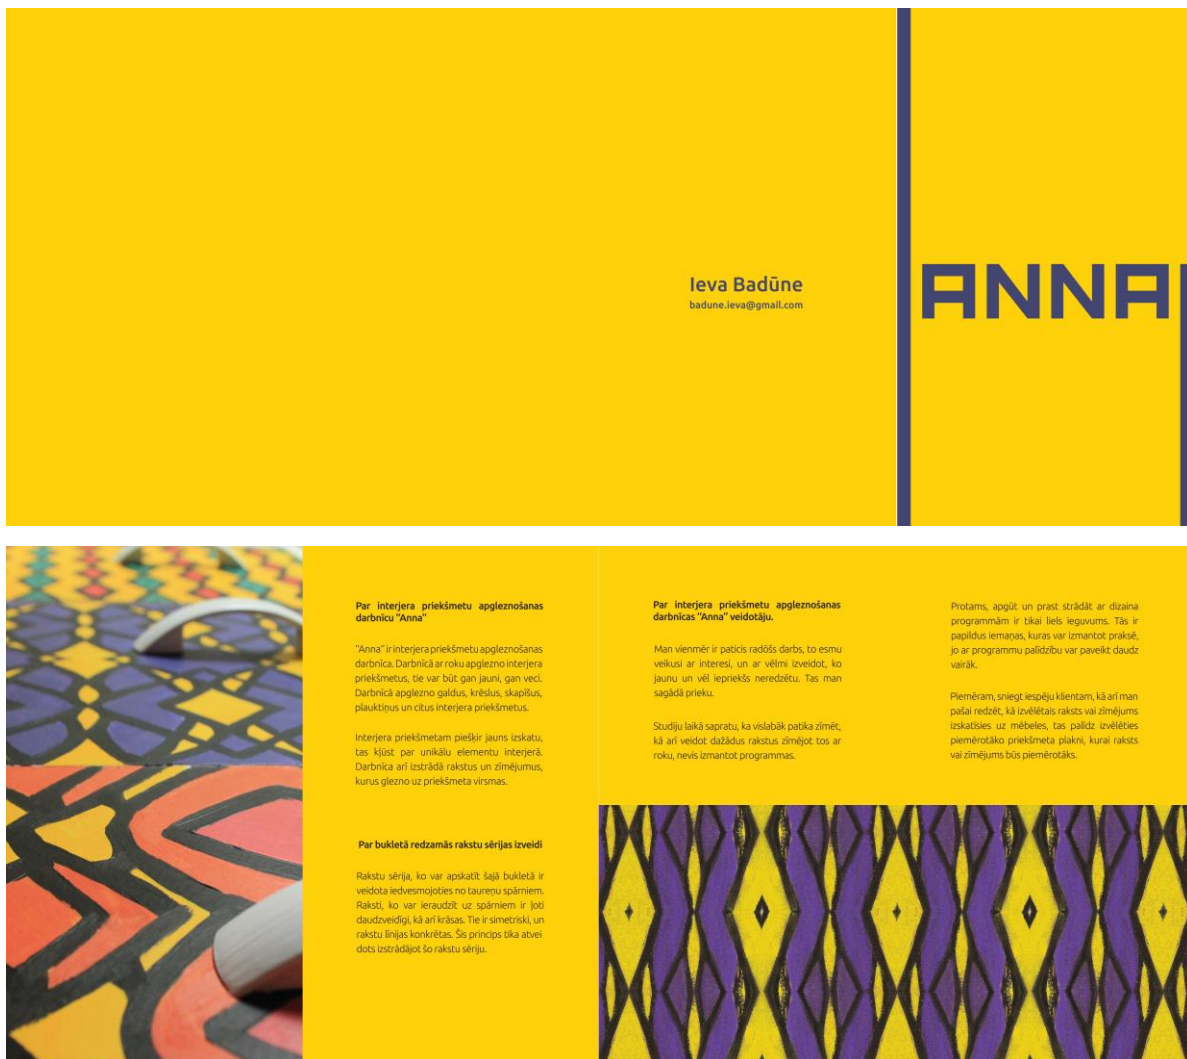 Ieva Badūne
badune.ieva@gmail.com
ANNA
Par interjera priekšmetu apgleznošanas
darbnīcu "Anna"
"Anna" ir interjera priekšmetu apgleznošanas
darbnīca. Darbnīcā ar roku apglezno interjera
priekšmetus, tie var būt gan jauni, gan veci.
Darbnīcā apglezno galdus, krēslus, skapīšus,
plauktiņus un citus interjera priekšmetus.
Interjera priekšmetam piešķir jauns izskatu,
tas kļūst par unikālu elementu interjerā.
Darbnīca arī izstrādā rakstus un zīmējumus,
kurus glezno uz priekšmeta virsmas.
Par bukletā redzamās rakstu sērijas izveidi
Rakstu sērija, ko var apskatīt šajā bukletā ir
veidota iedvesmojoties no taureņu spārniem.
Raksti, ko var ieraudzīt uz spārniem ir ļoti
daudzveidīgi, kā arī krāsas. Tie ir simetriski, un
rakstu līnijas konkrētas. Šis princips tika atvei
dots izstrādājot šo rakstu sēriju.
Par interjera priekšmetu apgleznošanas
darbnīcas "Anna" veidotāju.
Man vienmēr ir paticis radošs darbs, to esmu
veikusi ar interesi, un ar vēlmi izveidot, ko
jaunu un vēl iepriekšs neredzētu. Tas man
sagādā prieku.
Studiju laikā sapratu, ka vislabāk patika zīmēt,
kā arī veidot dažādus rakstus zīmējot tos ar
roku, nevis izmantot programmas.
Protams, apgūt un prast strādāt ar dizaina
programmām ir tikai liels ieguvums. Tās ir
papildus iemaņas, kuras var izmantot praksē,
jo ar programmu palīdzību var paveikt daudz
vairāk.
Piemēram, sniegt iespēju klientam, kā arī man
pašai redzēt, kā izvēlētais raksts vai zīmējums
izskatīsies uz mēbeles, tas palīdz izvēlēties
piemērotāko priekšmeta plakni, kurai raksts
vai zīmējums būs piemērotāks.